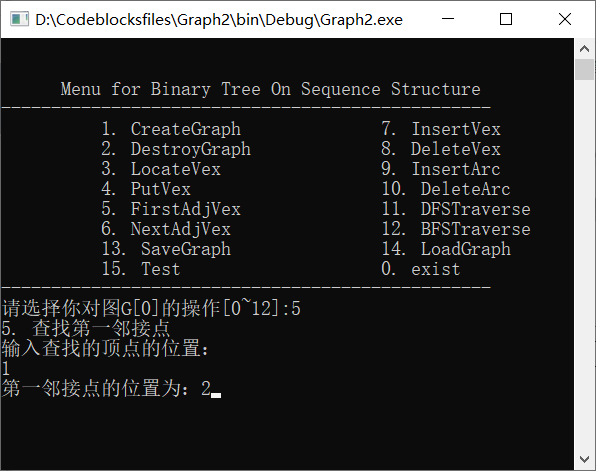 D:\Codeblocksfiles\Graph2\bin\Debug\Graph2.exe
Menu for Binary Tree On Sequence Structure
-------------------------------------------------
1. CreateGraph 7. InsertVex
2. DestroyGraph 8. DeleteVex
3. LocateVex 9. InsertArc
4. PutVex 10. DeleteArc
5. FirstAdjVex 11. DFSTraverse
6. NextAdjVex 12. BFSTraverse
13. SaveGraph 14. LoadGraph
15. Test 0. exist
-------------------------------------------------
请选择你对图G[0]的操作[0~12]:5
5. 查找第一邻接点
输入查找的顶点的位置：
1
第一邻接点的位置为：2